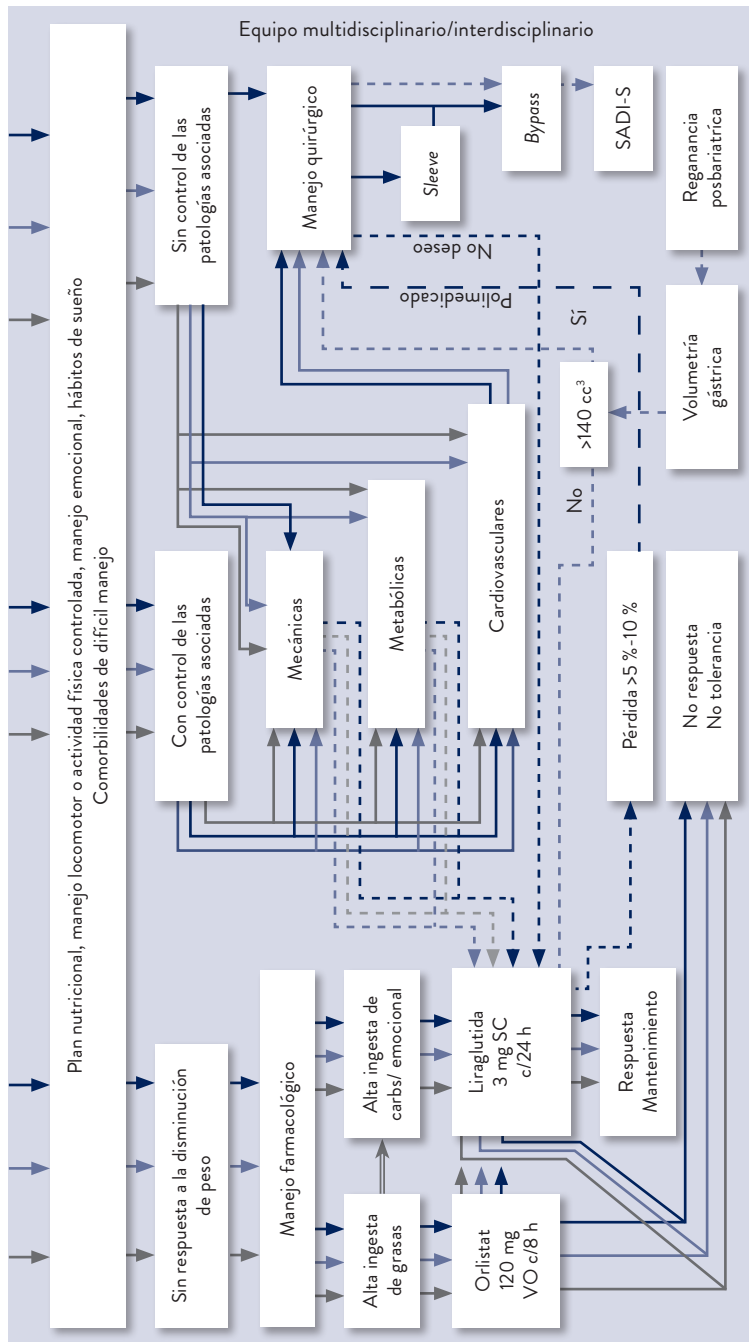 Equipo multidisciplinario/interdisciplinario
Plan nutricional, manejo locomotor o actividad física controlada, manejo emocional, hábitos de sueño
Comorbilidades de difícil manejo
Sin respuesta a la disminución
de peso
Con control de las
patologías asociadas
Sin control de las
patologías asociadas
Manejo farmacológico
Mecánicas
Metabólicas
Cardiovasculares
Manejo quirúrgico
Sleeve
Bypass
SADI-S
No deseo
Polimedicado
Alta ingesta
de grasas
Alta ingesta de
carbs/ emocional
Orlistat
120 mg
VO c/8 h
Liraglutida
3 mg SC
c/24 h
Respuesta
Mantenimiento
Sí
>140 cc³
No
Reganancia
posbariatrica
Volumetría
gástrica
Pérdida >5 %-10 %
No respuesta
No tolerancia